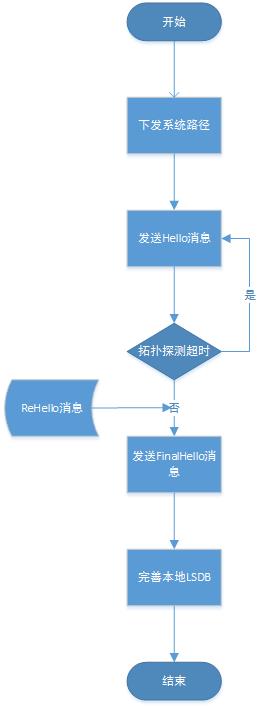 开始
下发系统路径
发送Hello消息
是
拓扑探测超时
ReHello消息
否
发送FinalHello消
息
完善本地LSDB
结束